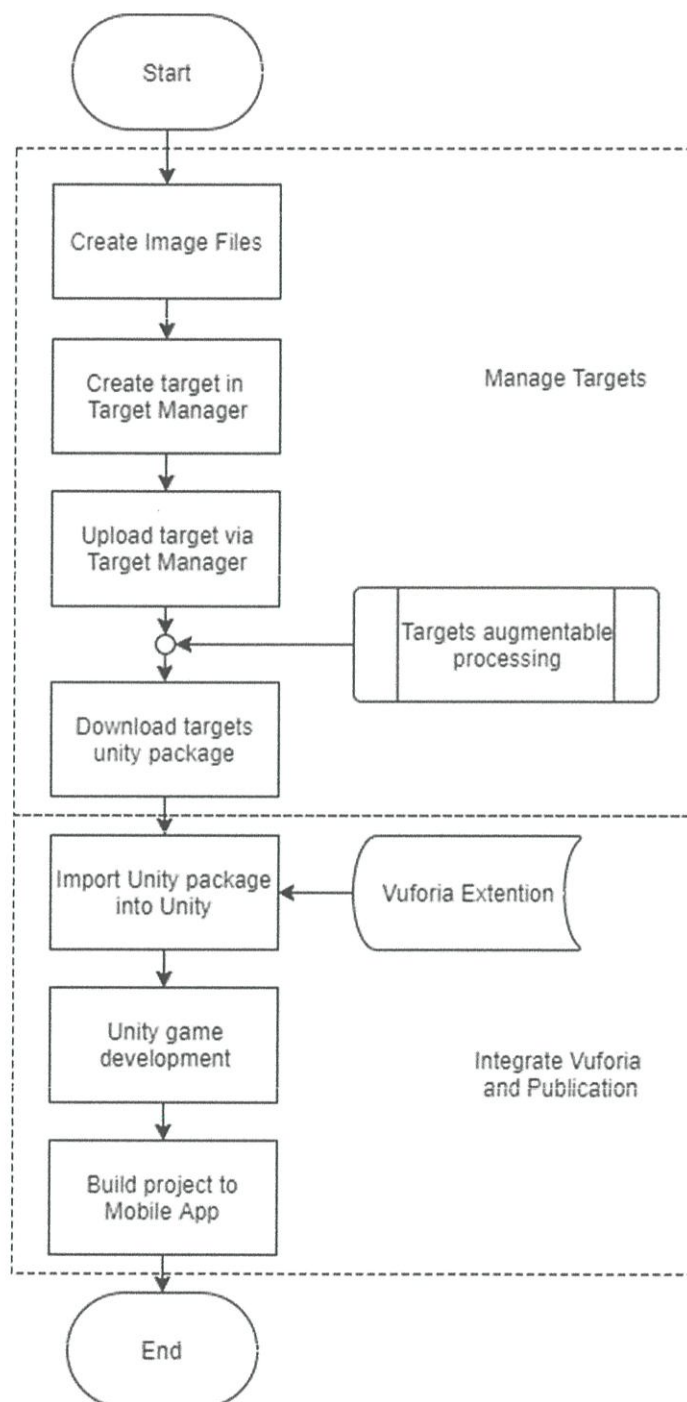 Start
Create Image Files
Create target in
Target Manager
Manage Targets
Upload target via
Target Manager
Targets augmentable
processing
Download targets
unity package
Import Unity package
into Unity
Vuforia Extention
Unity game
development
Integrate Vuforia
and Publication
Build project to
Mobile App
End